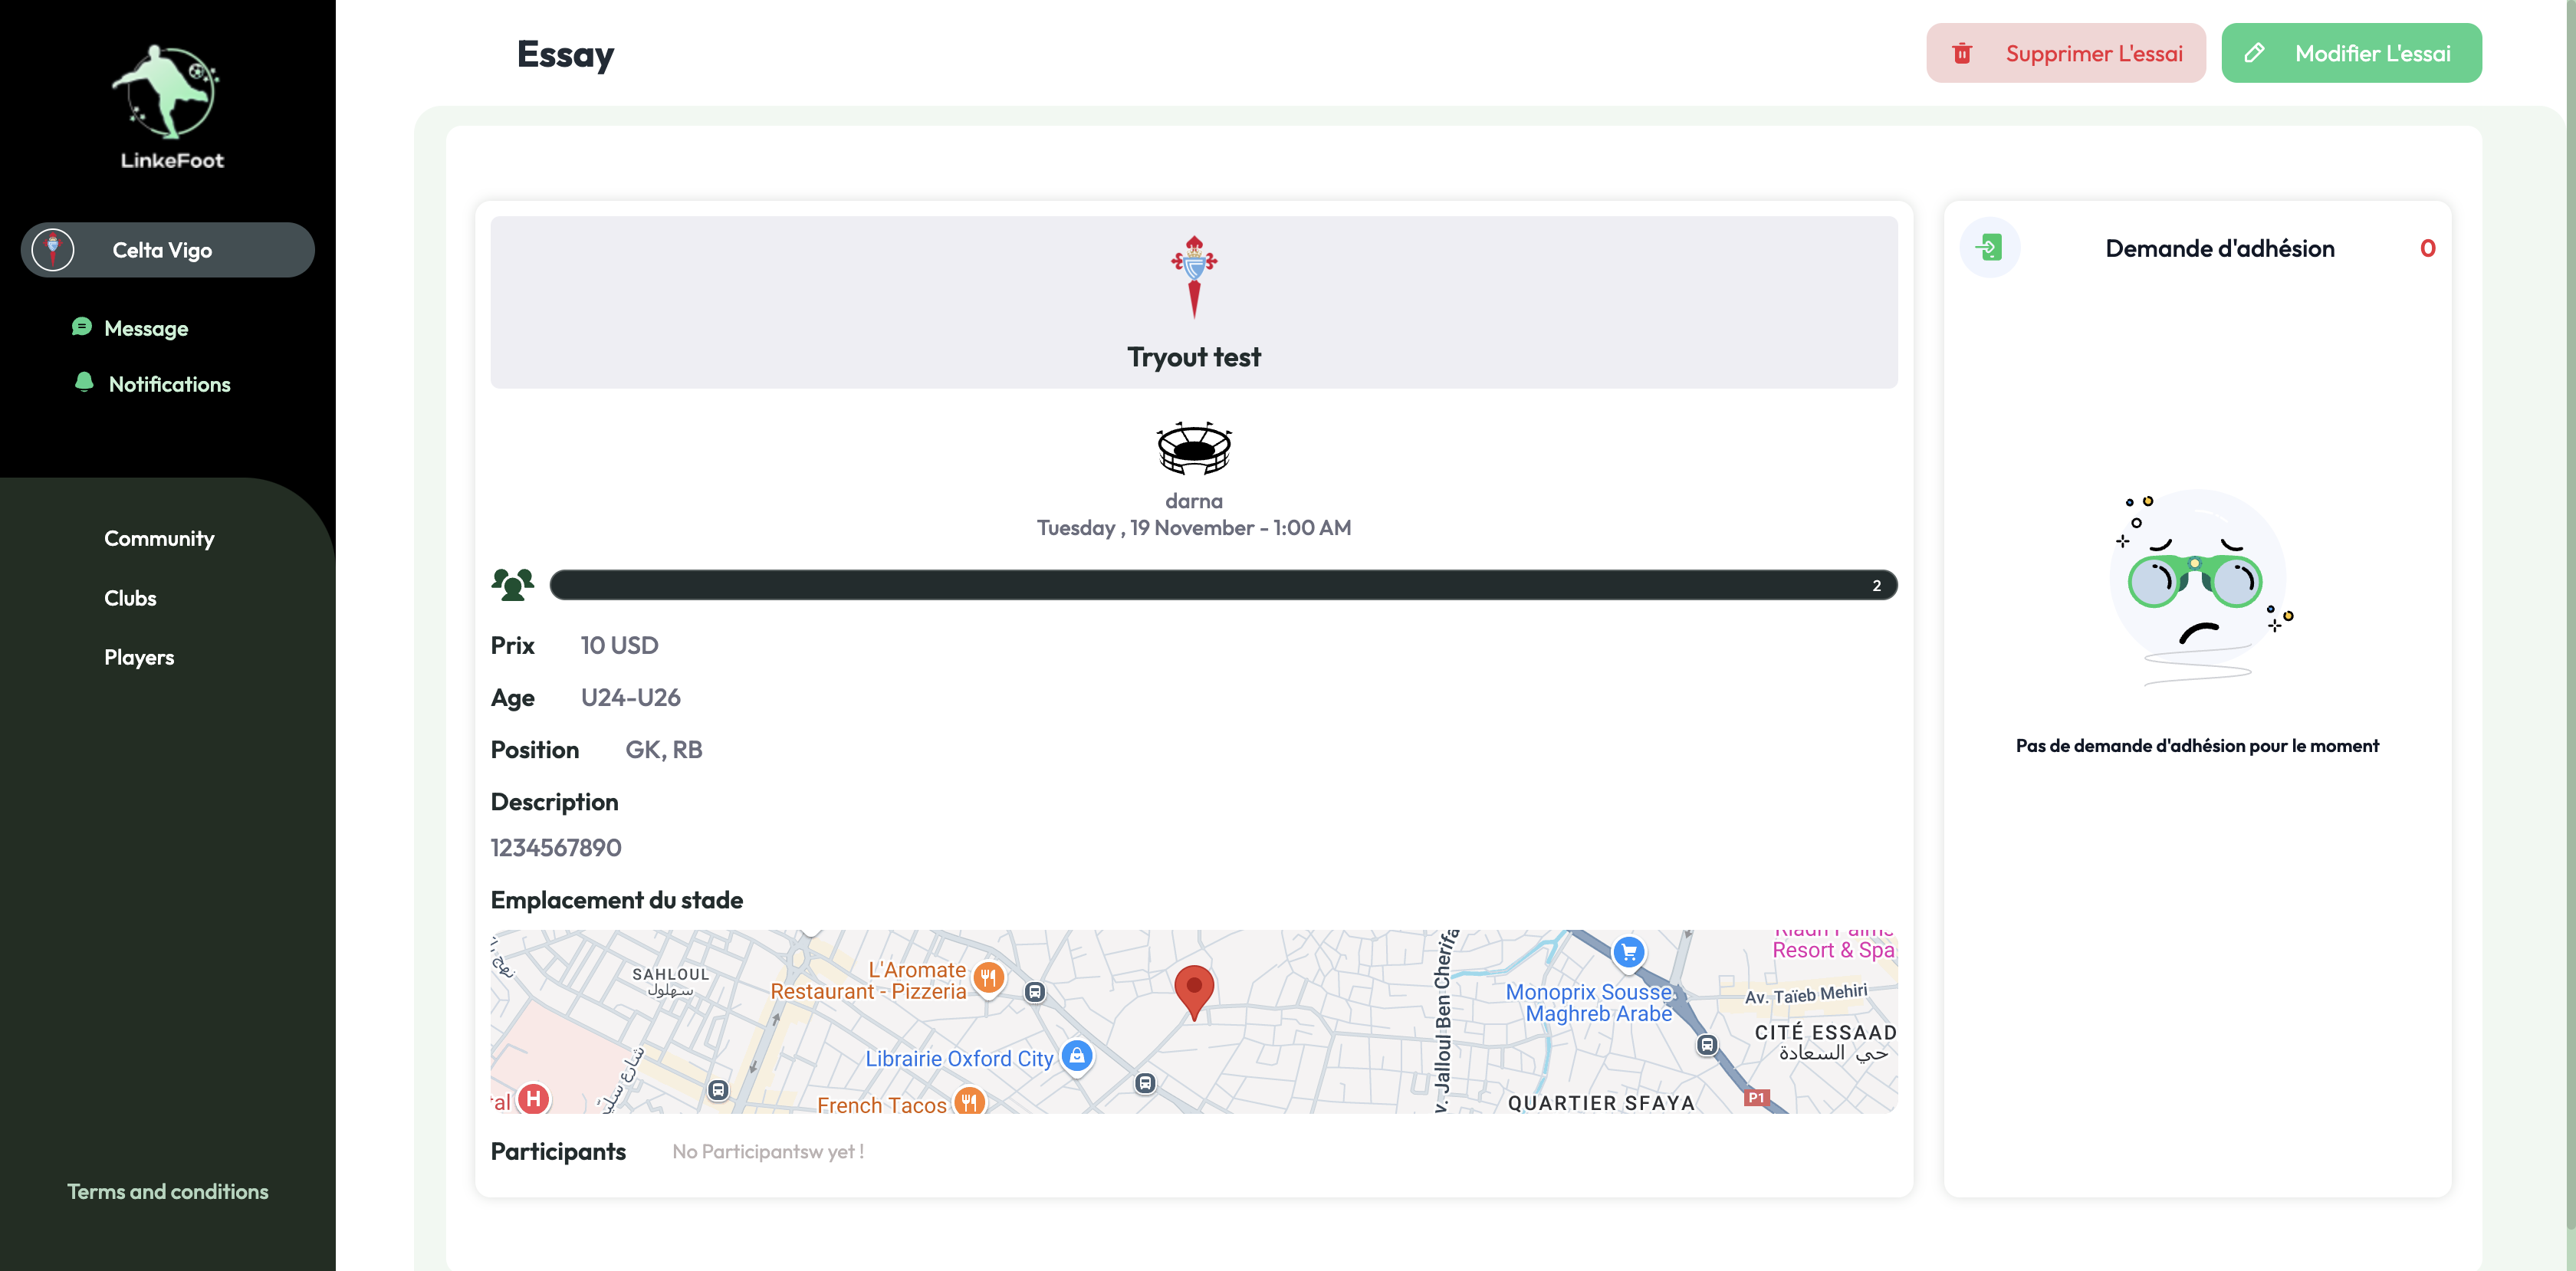 LinkeFoot
Celta Vigo
Message
Notifications
Community
Clubs
Players
Terms and conditions
Essay
Supprimer L'essai
Modifier L'essai
Tryout test
darna
Tuesday , 19 November - 1:00 AM
2
Prix 10 USD
Age U24-U26
Position GK, RB
Description
1234567890
Emplacement du stade
SAHLOUL
سهلول
L'Aromate
Restaurant - Pizzeria
Librairie Oxford City
French Tacos
H
Jalloul Ben Cherifa
Monoprix Sousse
Maghreb Arabe
Resort & Spa
Av. Taïeb Mehiri
CITÉ ESSAAD
حي السعادة
QUARTIER SFAYA
P1
Participants No Participantsw yet !
Demande d'adhésion 0
Pas de demande d'adhésion pour le moment